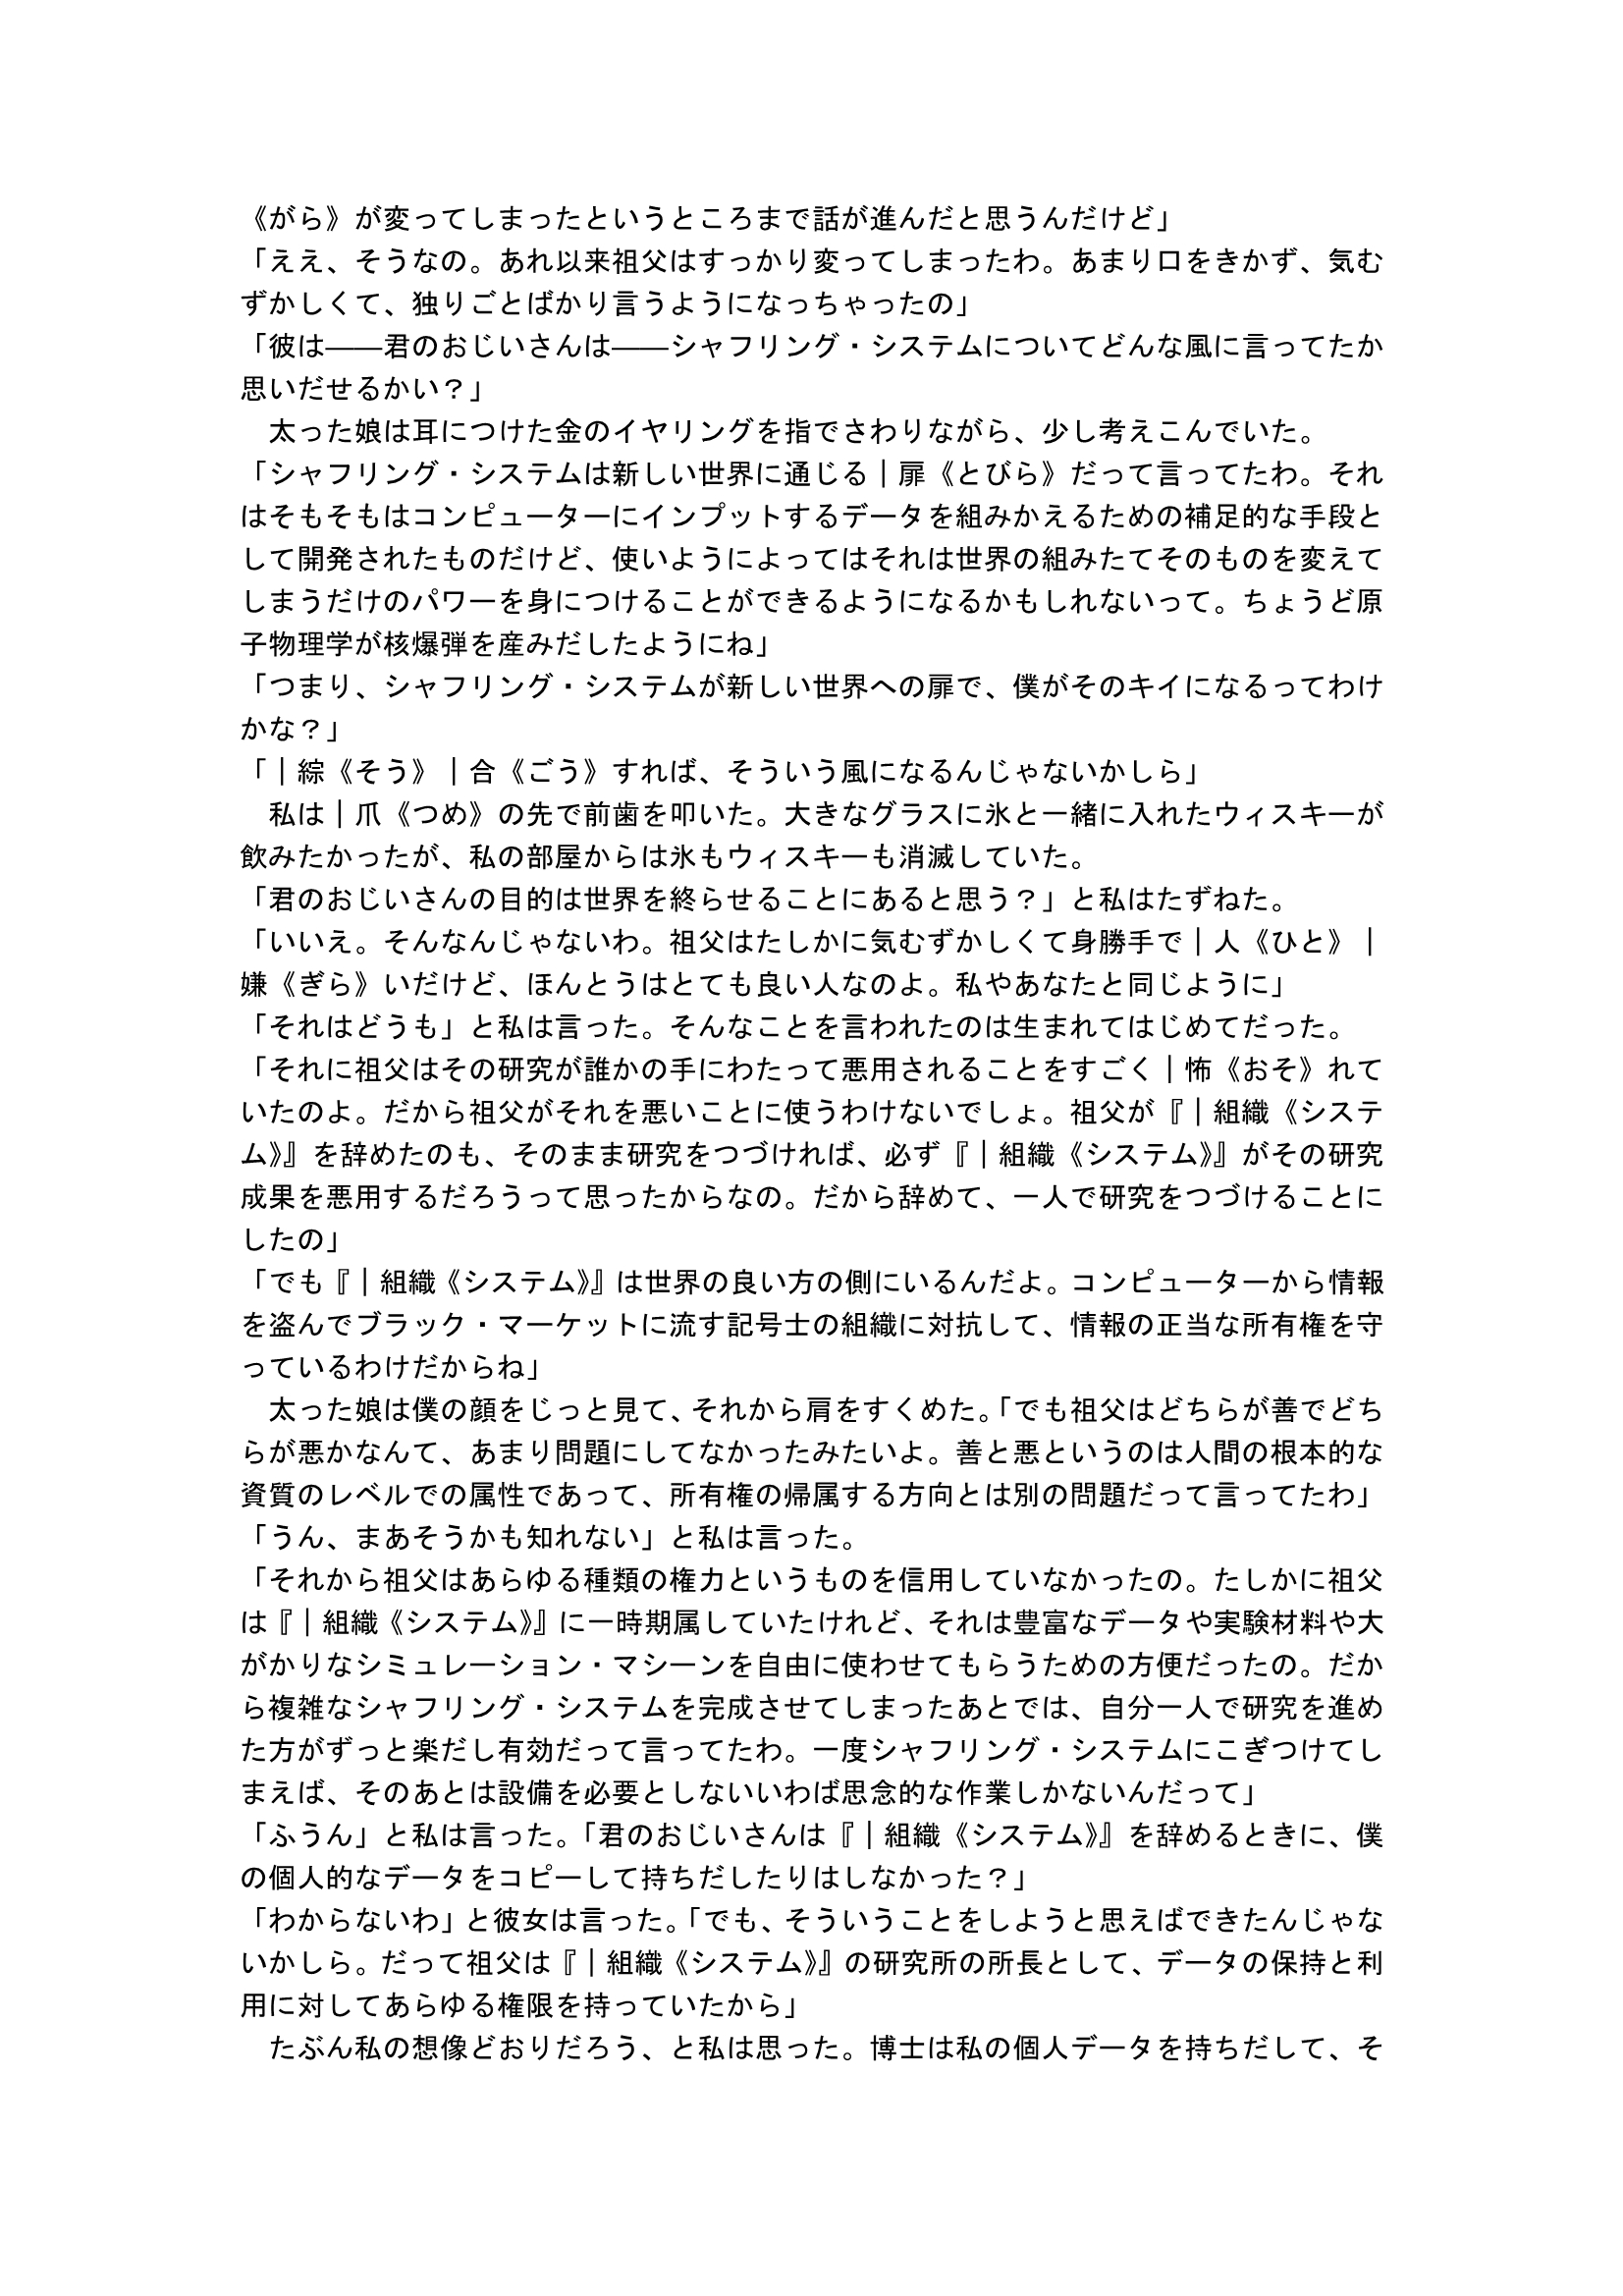 《がら》が変ってしまったというところまで話が進んだと思うんだけど」
「ええ、そうなの。あれ以来祖父はすっかり変ってしまったわ。あまり口をきかず、気む
ずかしくて、独りごとばかり言うようになっちゃったの」
「彼は――君のおじいさんは――シャフリング・システムについてどんな風に言ってたか
思いだせるかい？」
　太った娘は耳につけた金のイヤリングを指でさわりながら、少し考えこんでいた。
「シャフリング・システムは新しい世界に通じる｜扉《とびら》だって言ってたわ。それ
はそもそもはコンピューターにインプットするデータを組みかえるための補足的な手段と
して開発されたものだけど、使いようによってはそれは世界の組みたてそのものを変えて
しまうだけのパワーを身につけることができるようになるかもしれないって。ちょうど原
子物理学が核爆弾を産みだしたようにね」
「つまり、シャフリング・システムが新しい世界への扉で、僕がそのキイになるってわけ
かな？」
「｜綜《そう》｜合《ごう》すれば、そういう風になるんじゃないかしら」
　私は｜爪《つめ》の先で前歯を叩いた。大きなグラスに氷と一緒に入れたウィスキーが
飲みたかったが、私の部屋からは氷もウィスキーも消滅していた。
「君のおじいさんの目的は世界を終らせることにあると思う？」と私はたずねた。
「いいえ。そんなんじゃないわ。祖父はたしかに気むずかしくて身勝手で｜人《ひと》｜
嫌《ぎら》いだけど、ほんとうはとても良い人なのよ。私やあなたと同じように」
「それはどうも」と私は言った。そんなことを言われたのは生まれてはじめてだった。
「それに祖父はその研究が誰かの手にわたって悪用されることをすごく｜怖《おそ》れて
いたのよ。だから祖父がそれを悪いことに使うわけないでしょ。祖父が『｜組織《システ
ム》』を辞めたのも、そのまま研究をつづければ、必ず『｜組織《システム》』がその研究
成果を悪用するだろうって思ったからなの。だから辞めて、一人で研究をつづけることに
したの」
「でも『｜組織《システム》』は世界の良い方の側にいるんだよ。コンピューターから情報
を盗んでブラック・マーケットに流す記号士の組織に対抗して、情報の正当な所有権を守
っているわけだからね」
　太った娘は僕の顔をじっと見て、それから肩をすくめた。「でも祖父はどちらが善でどち
らが悪かなんて、あまり問題にしてなかったみたいよ。善と悪というのは人間の根本的な
資質のレベルでの属性であって、所有権の帰属する方向とは別の問題だって言ってたわ」
「うん、まあそうかも知れない」と私は言った。
「それから祖父はあらゆる種類の権力というものを信用していなかったの。たしかに祖父
は『｜組織《システム》』に一時期属していたけれど、それは豊富なデータや実験材料や大
がかりなシミュレーション・マシーンを自由に使わせてもらうための方便だったの。だか
ら複雑なシャフリング・システムを完成させてしまったあとでは、自分一人で研究を進め
た方がずっと楽だし有効だって言ってたわ。一度シャフリング・システムにこぎつけてし
まえば、そのあとは設備を必要としないいわば思念的な作業しかないんだって」
「ふうん」と私は言った。「君のおじいさんは『｜組織《システム》』を辞めるときに、僕
の個人的なデータをコピーして持ちだしたりはしなかった？」
「わからないわ」と彼女は言った。「でも、そういうことをしようと思えばできたんじゃな
いかしら。だって祖父は『｜組織《システム》』の研究所の所長として、データの保持と利
用に対してあらゆる権限を持っていたから」
　たぶん私の想像どおりだろう、と私は思った。博士は私の個人データを持ちだして、そ